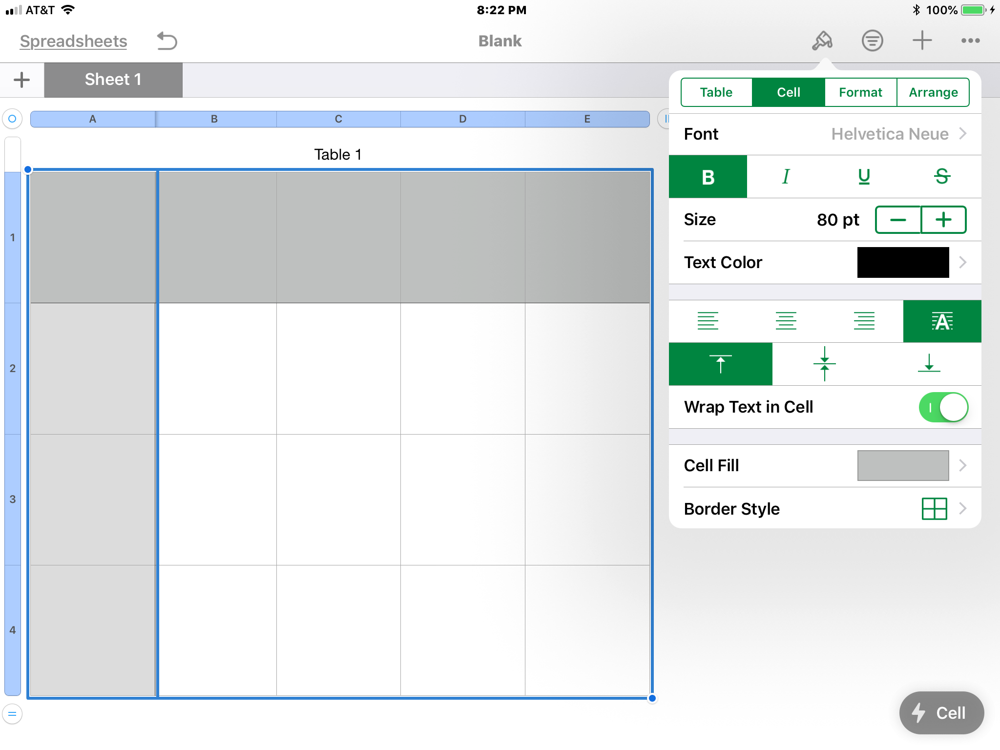 AT&T 8:22 PM 100%
Spreadsheets Blank
Sheet 1
Table Cell Format Arrange
A B C D E
Font Helvetica Neue
Table 1
B I U S
Size 80 pt
1
Text Color
A
2
Wrap Text in Cell
Cell Fill
3
Border Style
4
Cell